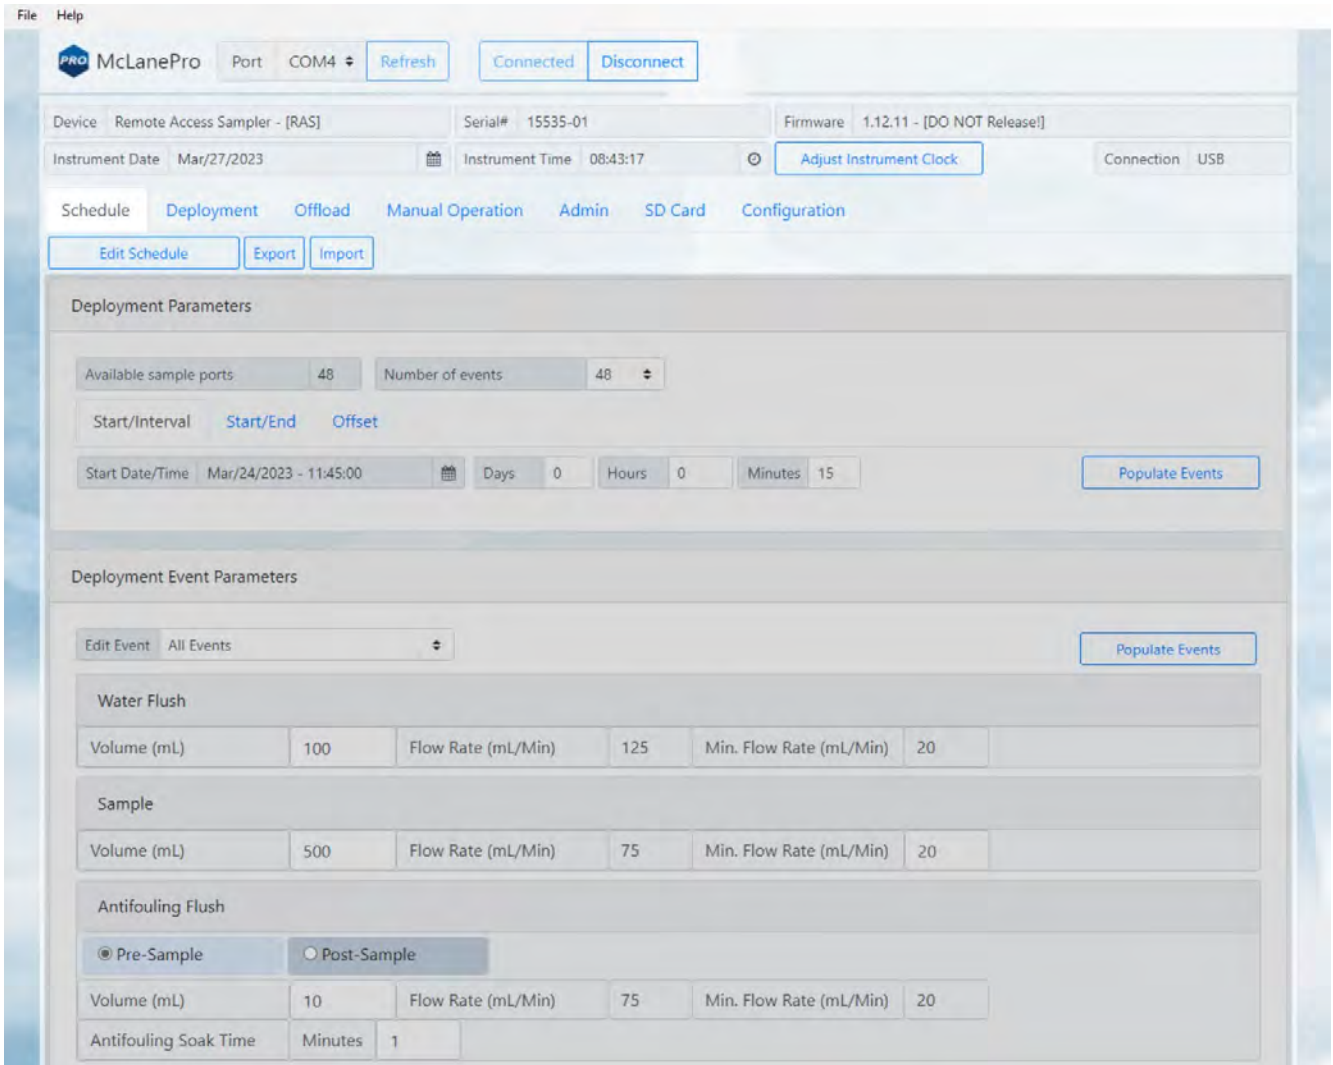 File Help
PRO McLanePro Port COM4 Refresh Connected Disconnect
Device Remote Access Sampler - [RAS] Serial# 15535-01 Firmware 1.12.11 - [DO NOT Release!]
Instrument Date Mar/27/2023 Instrument Time 08:43:17 Adjust Instrument Clock Connection USB
Schedule Deployment Offload Manual Operation Admin SD Card Configuration
Edit Schedule Export Import
Deployment Parameters
Available sample ports 48 Number of events 48
Start/Interval Start/End Offset
Start Date/Time Mar/24/2023 - 11:45:00 Days 0 Hours 0 Minutes 15 Populate Events
Deployment Event Parameters
Edit Event All Events Populate Events
Water Flush
Volume (mL) 100 Flow Rate (mL/Min) 125 Min. Flow Rate (mL/Min) 20
Sample
Volume (mL) 500 Flow Rate (mL/Min) 75 Min. Flow Rate (mL/Min) 20
Antifouling Flush
Pre-Sample Post-Sample
Volume (mL) 10 Flow Rate (mL/Min) 75 Min. Flow Rate (mL/Min) 20
Antifouling Soak Time Minutes 1